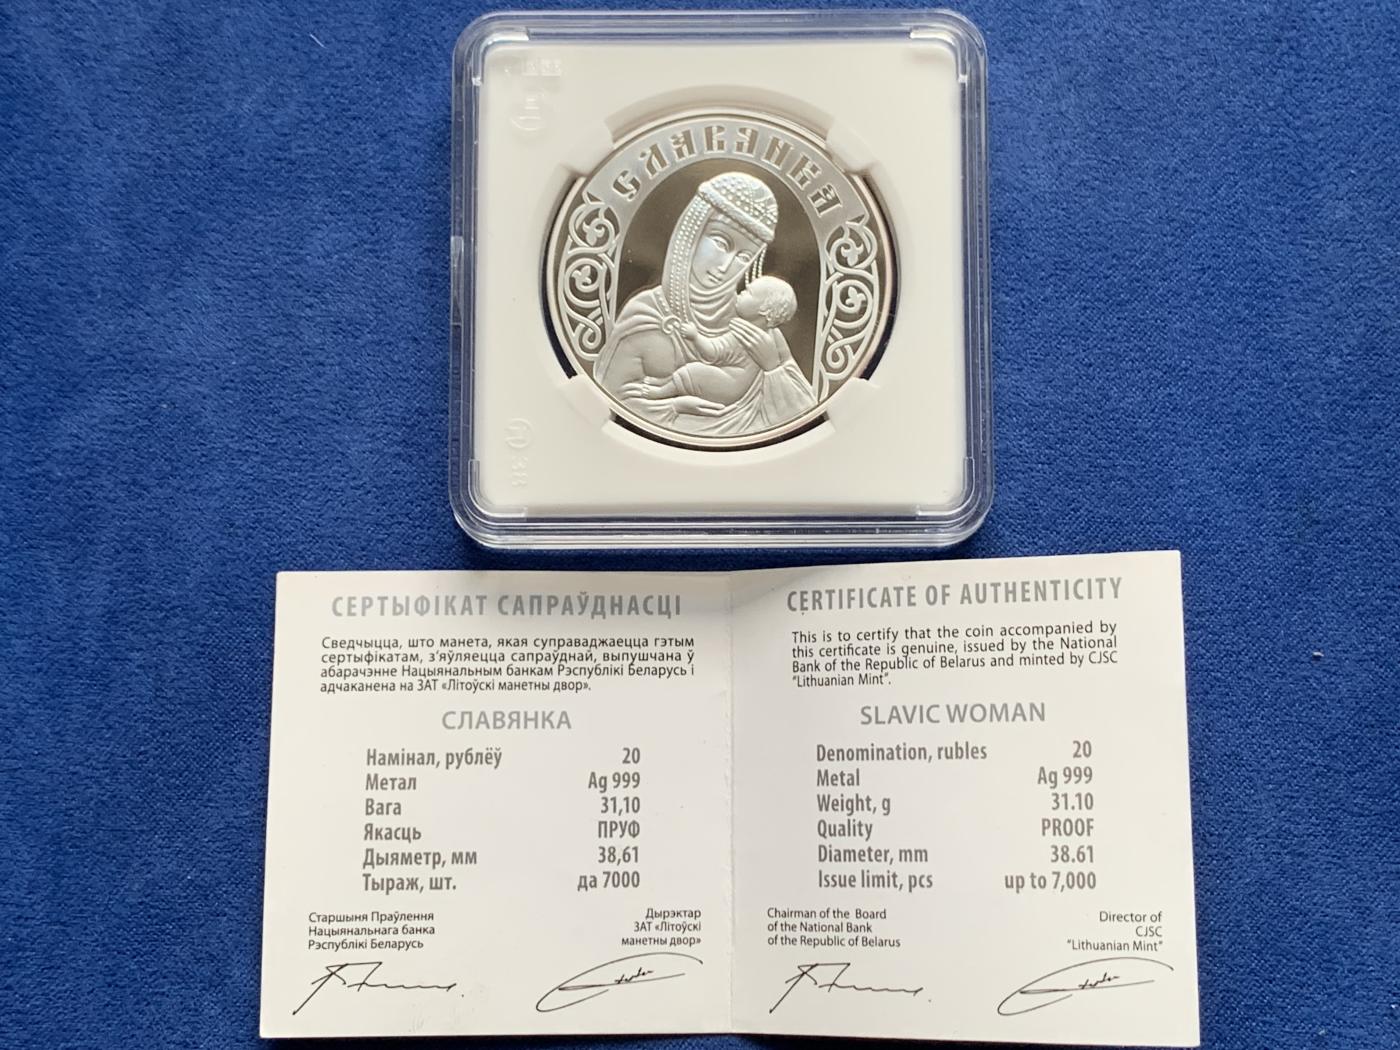 СЛАВЯНКА
38
СЕРТЫФІКАТ САПРАЎДНАСЦІ
Сведчыцца, што манета, якая суправаджаецца гэтым
сертыфікатам, з'яўляецца сапраўднай, выпушчана ў
абарачэнне Нацыянальным банкам Рэспублікі Беларусь і
адчаканена на ЗАТ «Літоўскі манетны двор».
СЛАВЯНКА
Намінал, рублёў 20
Метал Ag 999
Вага 31,10
Якасць ПРУФ
Дыяметр, мм 38,61
Тыраж, шт. да 7000
Старшыня Праўлення
Нацыянальнага банка
Рэспублікі Беларусь
Дырэктар
ЗАТ «Літоўскі
манетны двор»
CERTIFICATE OF AUTHENTICITY
This is to certify that the coin accompanied by
this certificate is genuine, issued by the National
Bank of the Republic of Belarus and minted by CJSC
"Lithuanian Mint".
SLAVIC WOMAN
Denomination, rubles 20
Metal Ag 999
Weight, g 31.10
Quality PROOF
Diameter, mm 38.61
Issue limit, pcs up to 7,000
Chairman of the Board
of the National Bank
of the Republic of Belarus
Director of
CJSC
"Lithuanian Mint"